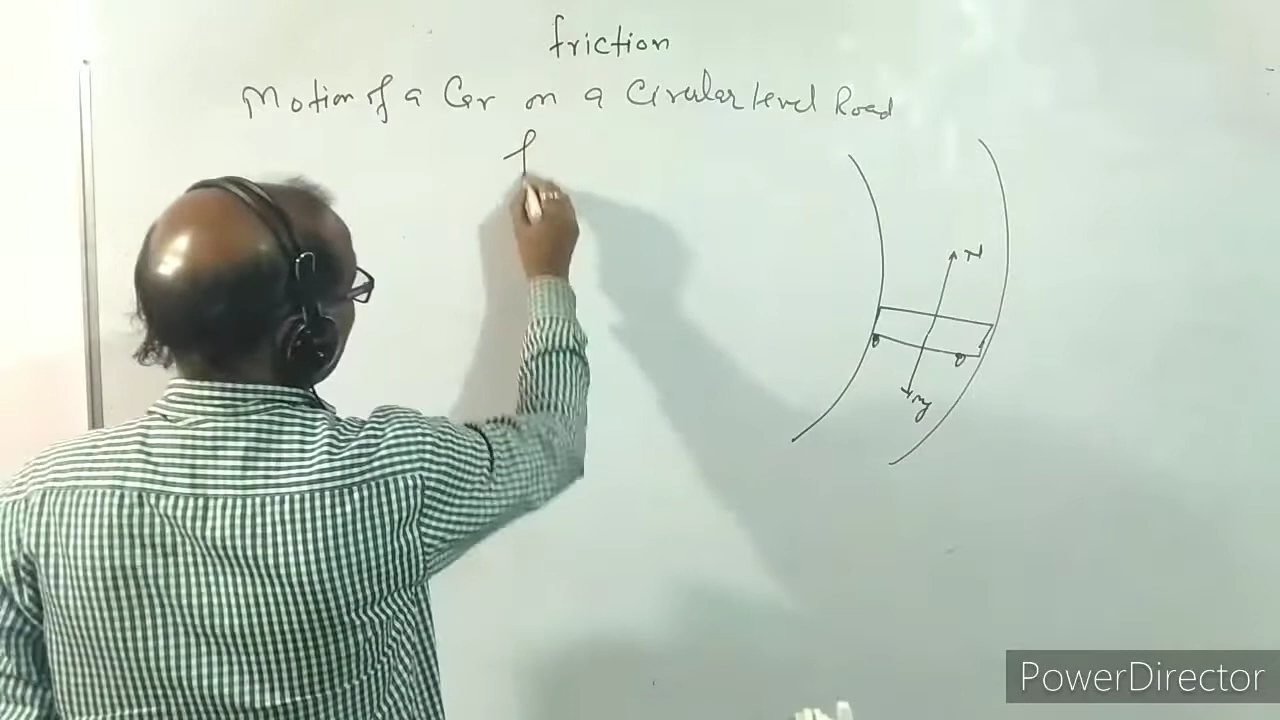 friction
Motion of a Car on a Circular level Road
f
N
mg
PowerDirector